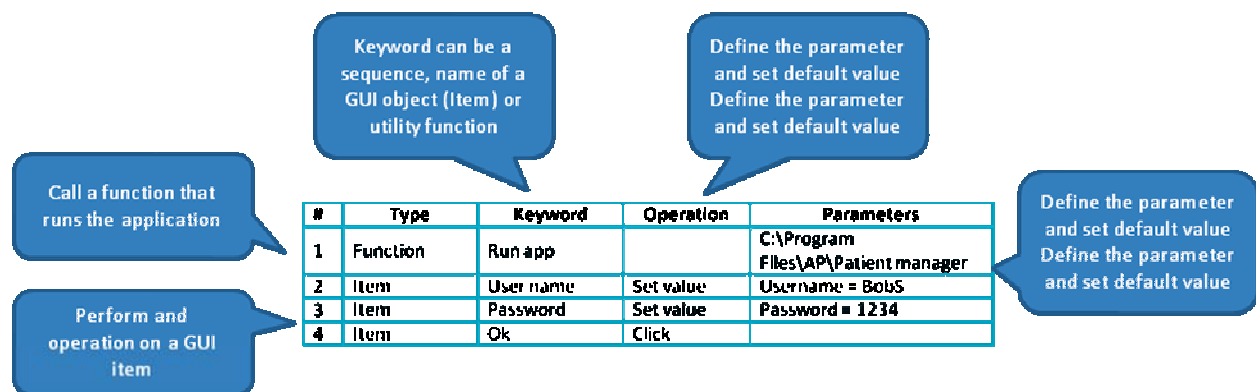 Keyword can be a
sequence, name of a
GUI object (Item) or
utility function
Define the parameter
and set default value
Define the parameter
and set default value
Call a function that
runs the application
Perform and
operation on a GUI
item
# Type Keyword Operation Parameters
1 Function Run app C:\Program
Files\AP\Patient manager
2 Item User name Set value Username = BobS
3 Item Password Set value Password = 1234
4 Item Ok Click
Define the parameter
and set default value
Define the parameter
and set default value